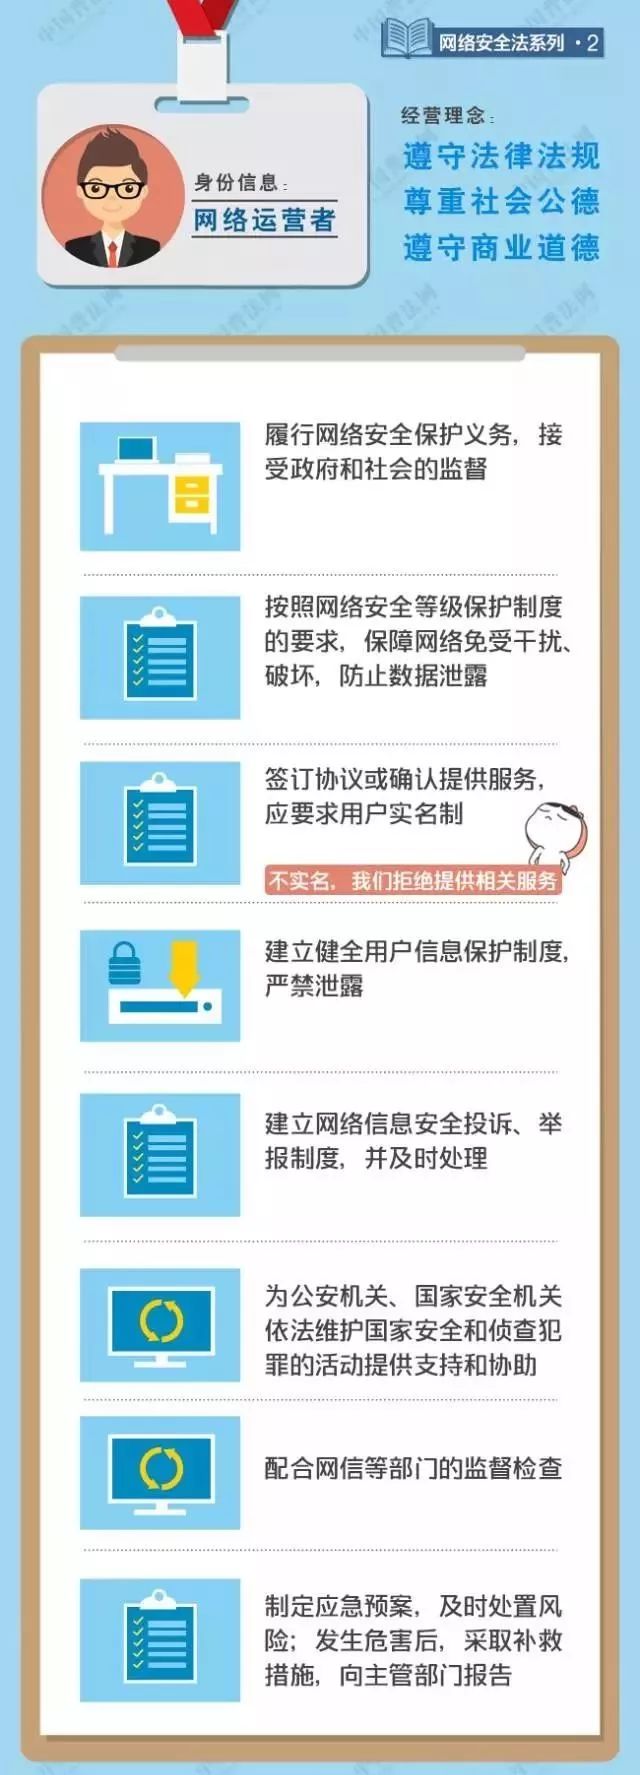 网络安全法系列·2
经营理念：
身份信息：
网络运营者
遵守法律法规
尊重社会公德
遵守商业道德
履行网络安全保护义务，接
受政府和社会的监督
按照网络安全等级保护制度
的要求，保障网络免受干扰、
破坏，防止数据泄露
签订协议或确认提供服务，
应要求用户实名制
不实名，我们拒绝提供相关服务
建立健全用户信息保护制度，
严禁泄露
建立网络信息安全投诉、举
报制度，并及时处理
为公安机关、国家安全机关
依法维护国家安全和侦查犯
罪的活动提供支持和协助
配合网信等部门的监督检查
制定应急预案，及时处置风
险；发生危害后，采取补救
措施，向主管部门报告
中国普法网